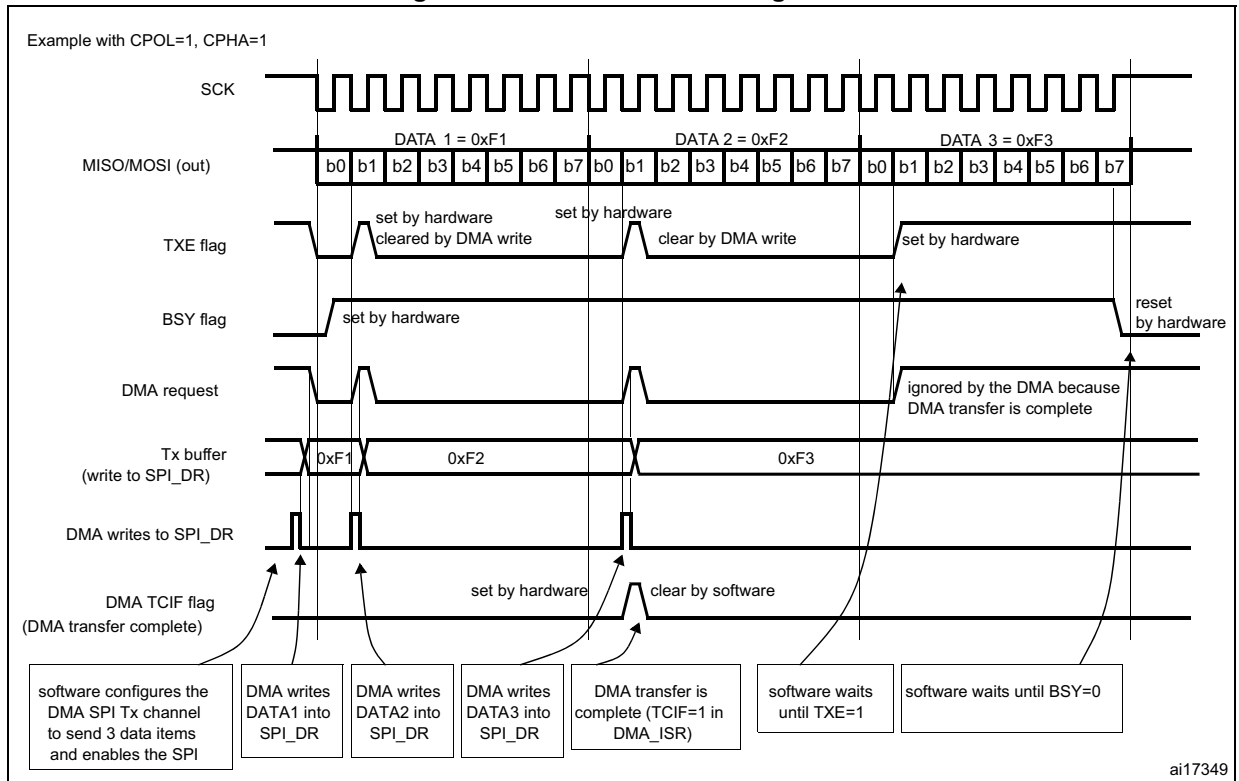 Example with CPOL=1, CPHA=1
SCK
DATA 1 = 0xF1
DATA 2 = 0xF2
DATA 3 = 0xF3
MISO/MOSI (out)
b0 b1 b2 b3 b4 b5 b6 b7 b0 b1 b2 b3 b4 b5 b6 b7 b0 b1 b2 b3 b4 b5 b6 b7
TXE flag
set by hardware
cleared by DMA write
set by hardware
clear by DMA write
set by hardware
BSY flag
set by hardware
reset
by hardware
DMA request
ignored by the DMA because
DMA transfer is complete
Tx buffer
(write to SPI_DR)
0xF1
0xF2
0xF3
DMA writes to SPI_DR
DMA TCIF flag
(DMA transfer complete)
set by hardware
clear by software
software configures the
DMA SPI Tx channel
to send 3 data items
and enables the SPI
DMA writes
DATA1 into
SPI_DR
DMA writes
DATA2 into
SPI_DR
DMA writes
DATA3 into
SPI_DR
DMA transfer is
complete (TCIF=1 in
DMA_ISR)
software waits
until TXE=1
software waits until BSY=0
ai17349